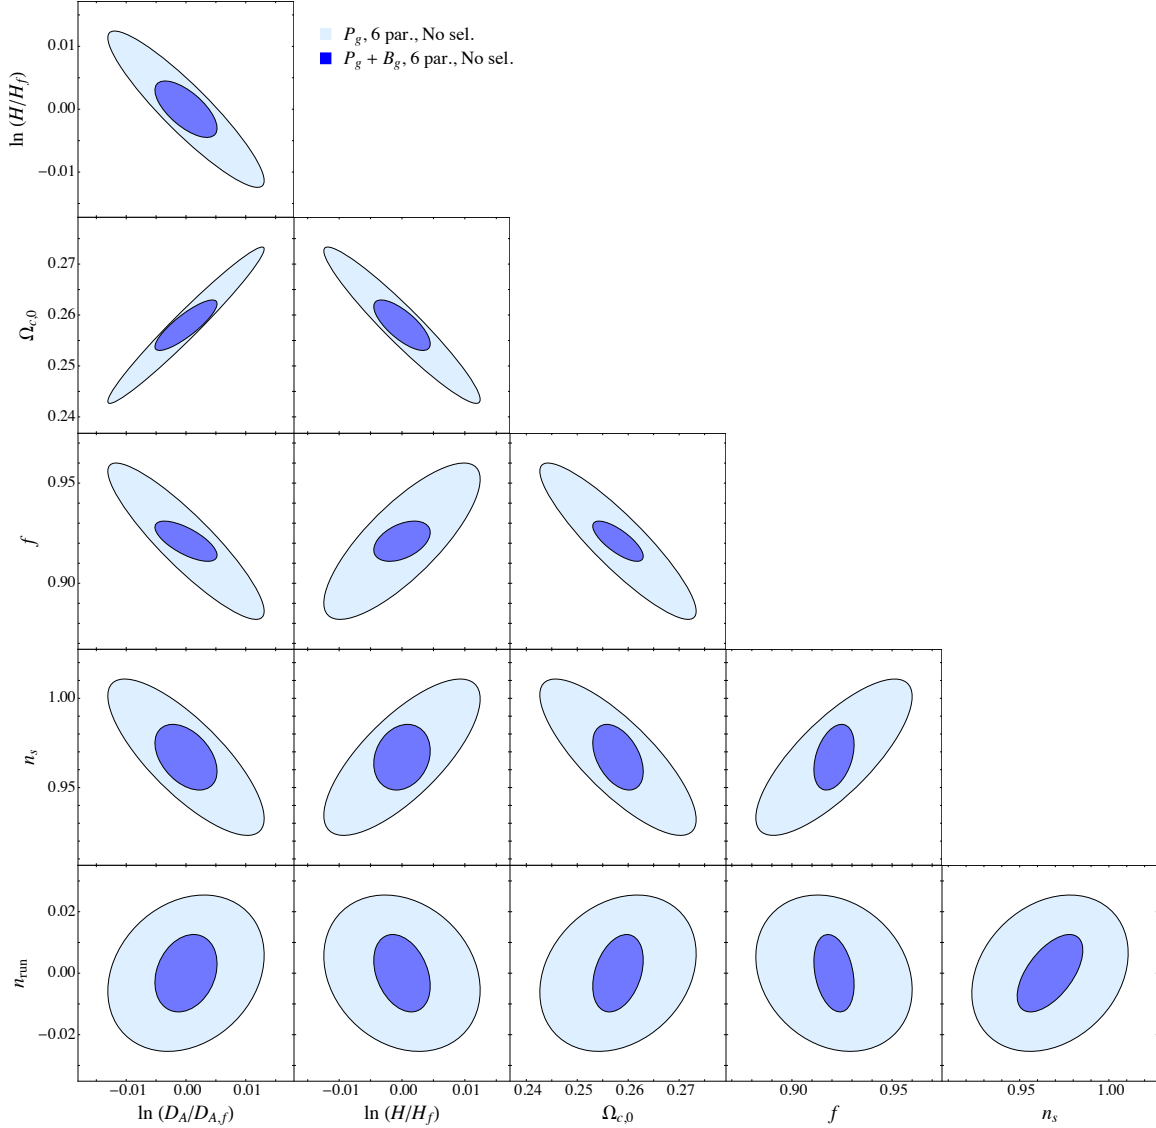 P_g, 6 par., No sel.
P_g + B_g, 6 par., No sel.
0.01
0.00
−0.01
ln (H/H_f)
0.27
0.26
0.25
0.24
Ω_{c,0}
0.95
0.90
f
1.00
0.95
n_s
0.02
0.00
−0.02
n_run
−0.01 0.00 0.01 −0.01 0.00 0.01 0.24 0.25 0.26 0.27 0.90 0.95 0.95 1.00
ln (D_A/D_{A,f}) ln (H/H_f) Ω_{c,0} f n_s